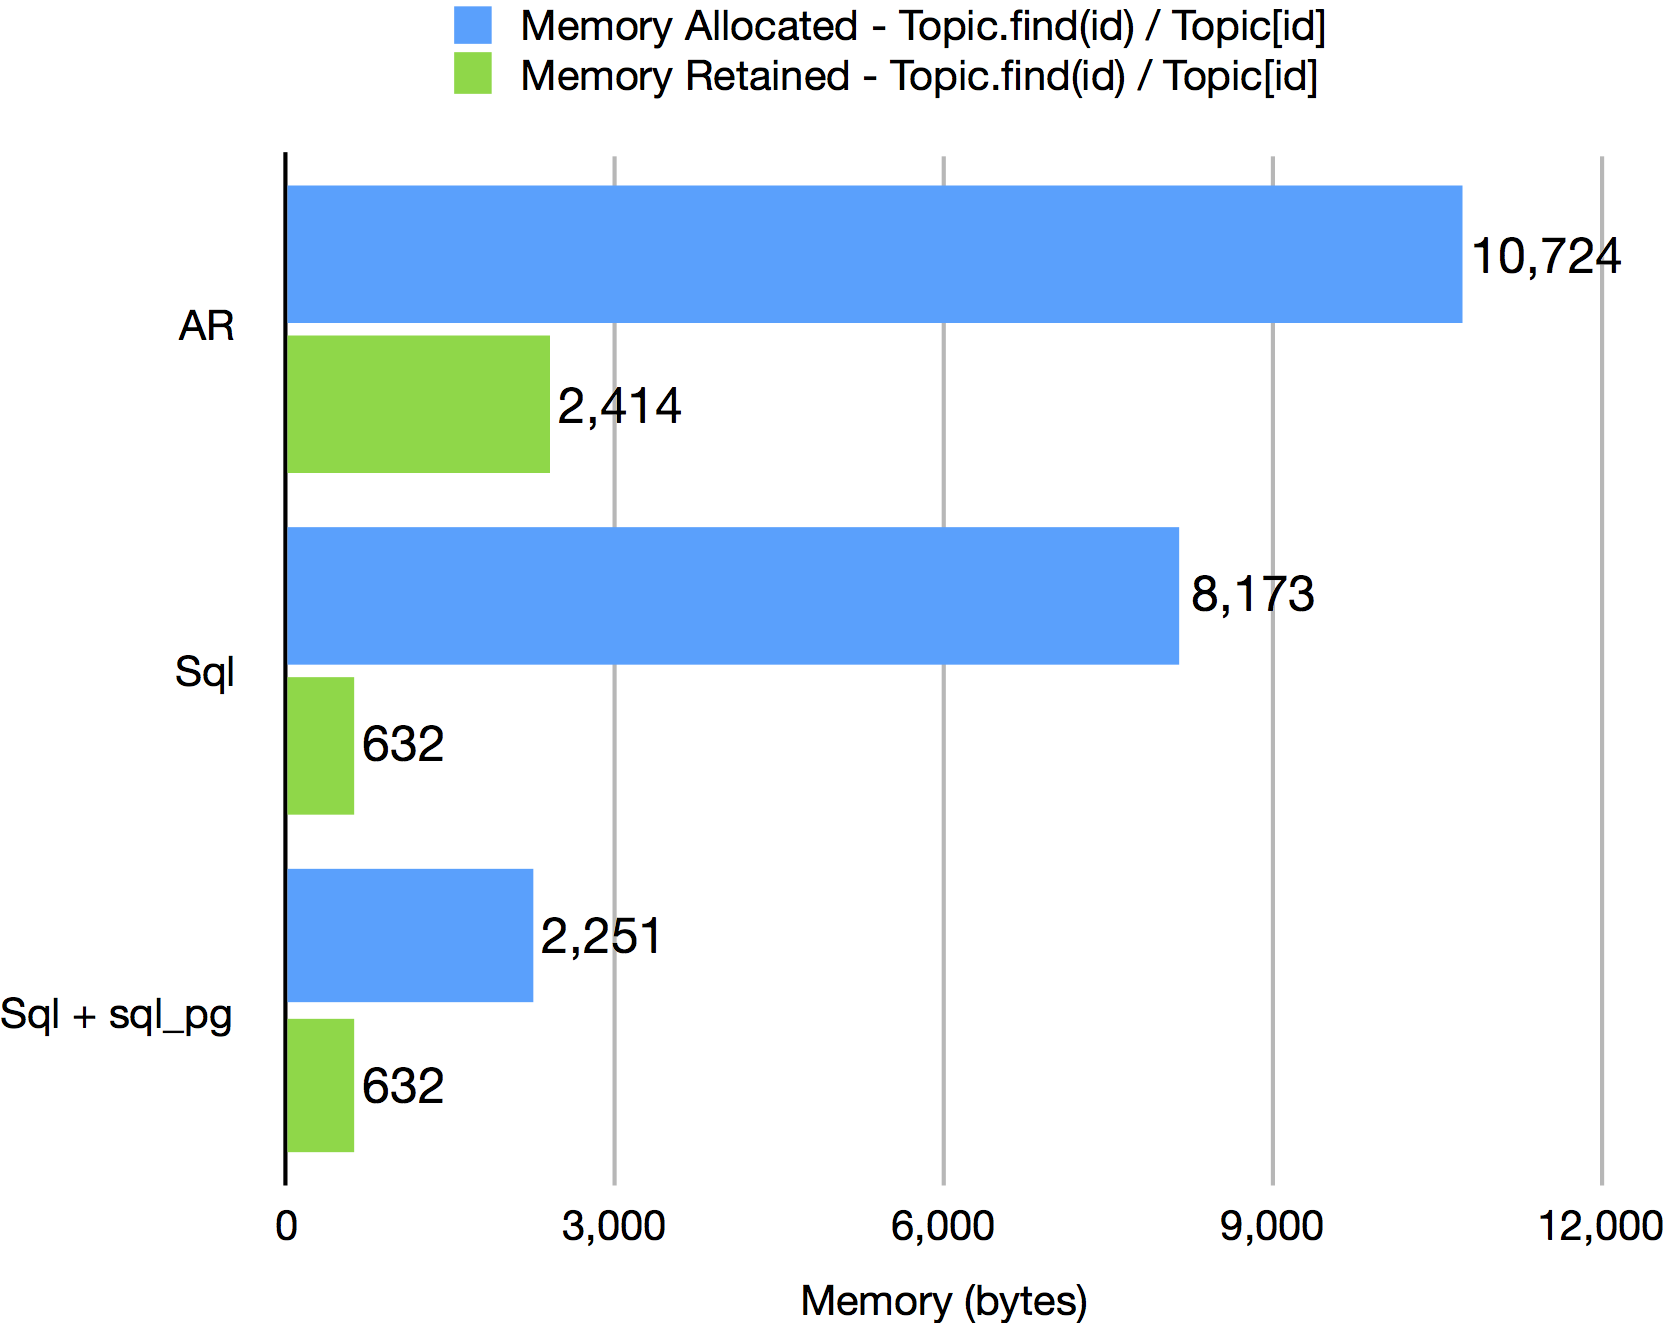 Memory Allocated - Topic.find(id) / Topic[id]
Memory Retained - Topic.find(id) / Topic[id]
10,724
AR
2,414
8,173
Sql
632
2,251
Sql + sql_pg
632
0 3,000 6,000 9,000 12,000
Memory (bytes)